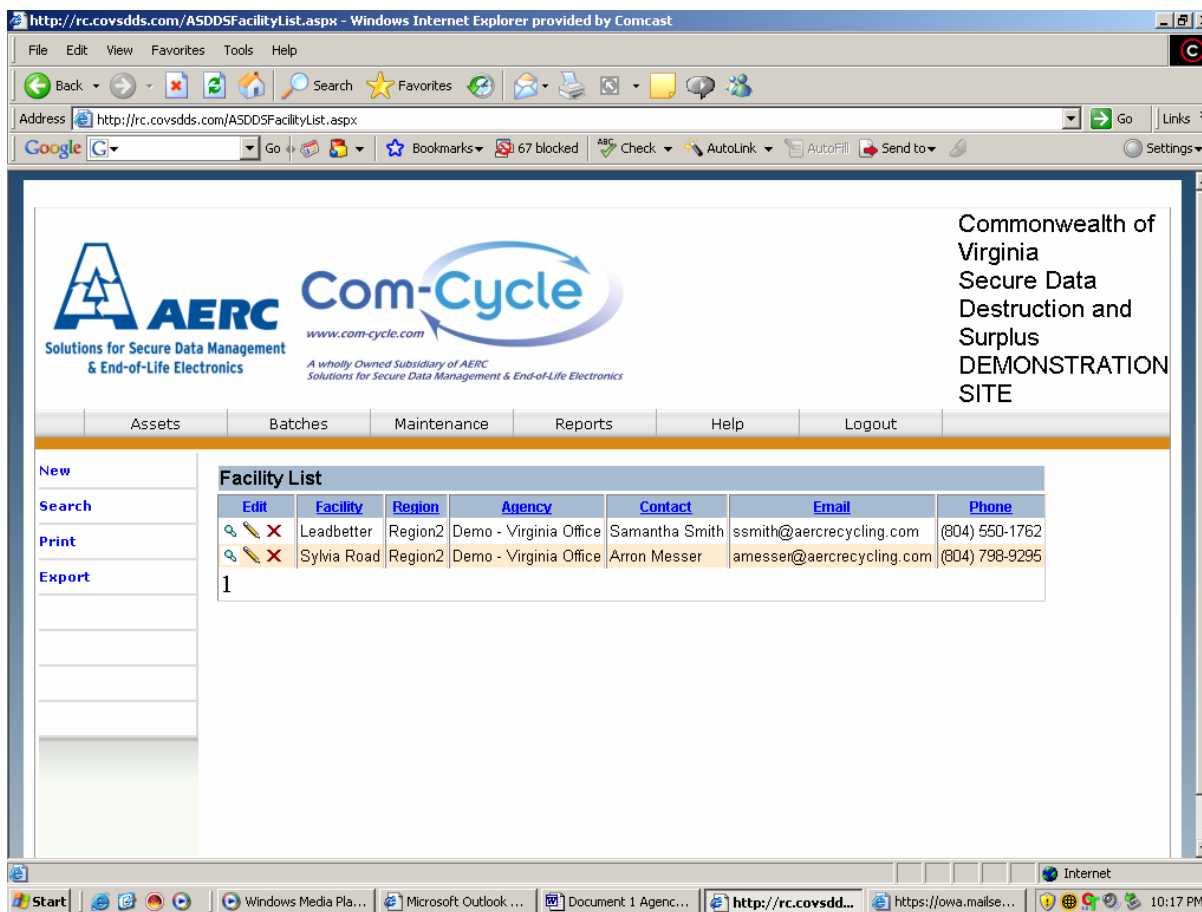 http://rc.covsdds.com/ASDDSFacilityList.aspx - Windows Internet Explorer provided by Comcast
File Edit View Favorites Tools Help
Back Search Favorites
Address http://rc.covsdds.com/ASDDSFacilityList.aspx Go Links
Google G Go Bookmarks 67 blocked ABC Check AutoLink AutoFill Send to Settings
AERC
Solutions for Secure Data Management
& End-of-Life Electronics
Com-Cycle
www.com-cycle.com
A wholly Owned Subsidiary of AERC
Solutions for Secure Data Management & End-of-Life Electronics
Commonwealth of
Virginia
Secure Data
Destruction and
Surplus
DEMONSTRATION
SITE
Assets Batches Maintenance Reports Help Logout
New
Search
Print
Export
Facility List
Edit Facility Region Agency Contact Email Phone
Leadbetter Region2 Demo - Virginia Office Samantha Smith ssmith@aercrecycling.com (804) 550-1762
Sylvia Road Region2 Demo - Virginia Office Arron Messer amesser@aercrecycling.com (804) 798-9295
1
Internet
Start Windows Media Pla... Microsoft Outlook ... Document 1 Agenc... http://rc.covsdd... https://owa.mailse... 10:17 PM